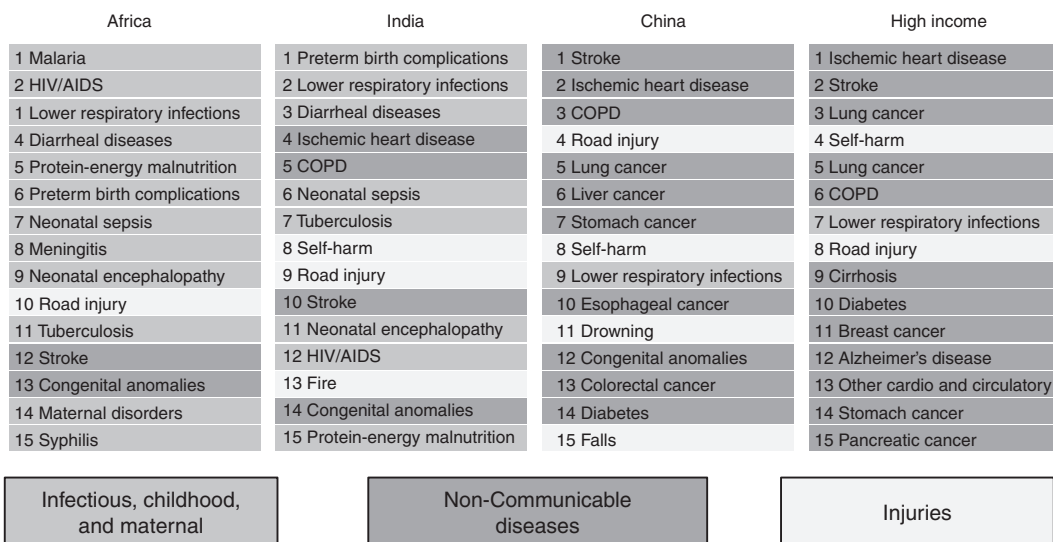 Africa
1 Malaria
2 HIV/AIDS
1 Lower respiratory infections
4 Diarrheal diseases
5 Protein-energy malnutrition
6 Preterm birth complications
7 Neonatal sepsis
8 Meningitis
9 Neonatal encephalopathy
10 Road injury
11 Tuberculosis
12 Stroke
13 Congenital anomalies
14 Maternal disorders
15 Syphilis
India
1 Preterm birth complications
2 Lower respiratory infections
3 Diarrheal diseases
4 Ischemic heart disease
5 COPD
6 Neonatal sepsis
7 Tuberculosis
8 Self-harm
9 Road injury
10 Stroke
11 Neonatal encephalopathy
12 HIV/AIDS
13 Fire
14 Congenital anomalies
15 Protein-energy malnutrition
China
1 Stroke
2 Ischemic heart disease
3 COPD
4 Road injury
5 Lung cancer
6 Liver cancer
7 Stomach cancer
8 Self-harm
9 Lower respiratory infections
10 Esophageal cancer
11 Drowning
12 Congenital anomalies
13 Colorectal cancer
14 Diabetes
15 Falls
High income
1 Ischemic heart disease
2 Stroke
3 Lung cancer
4 Self-harm
5 Lung cancer
6 COPD
7 Lower respiratory infections
8 Road injury
9 Cirrhosis
10 Diabetes
11 Breast cancer
12 Alzheimer's disease
13 Other cardio and circulatory
14 Stomach cancer
15 Pancreatic cancer
Infectious, childhood,
and maternal
Non-Communicable
diseases
Injuries